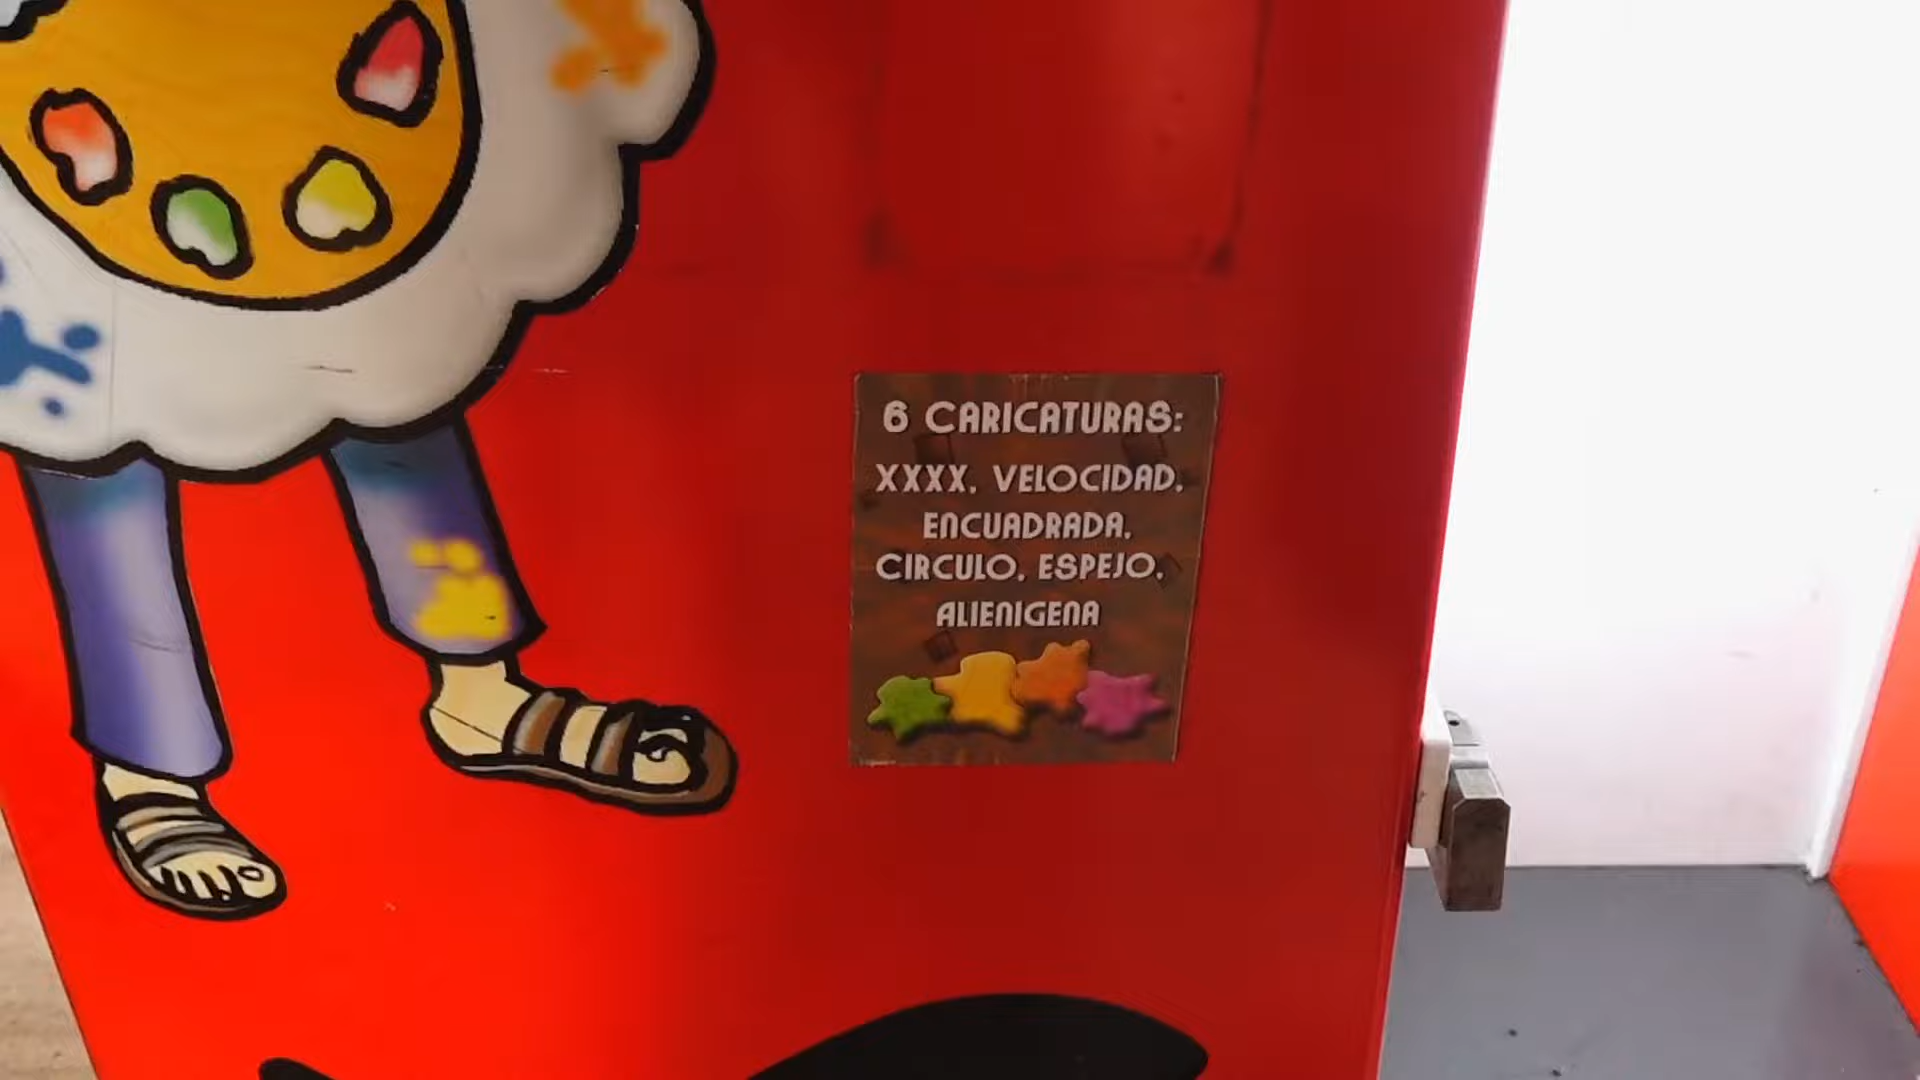 6 CARICATURAS:
XXXX, VELOCIDAD,
ENCUADRADA,
CIRCULO, ESPEJO,
ALIENIGENA